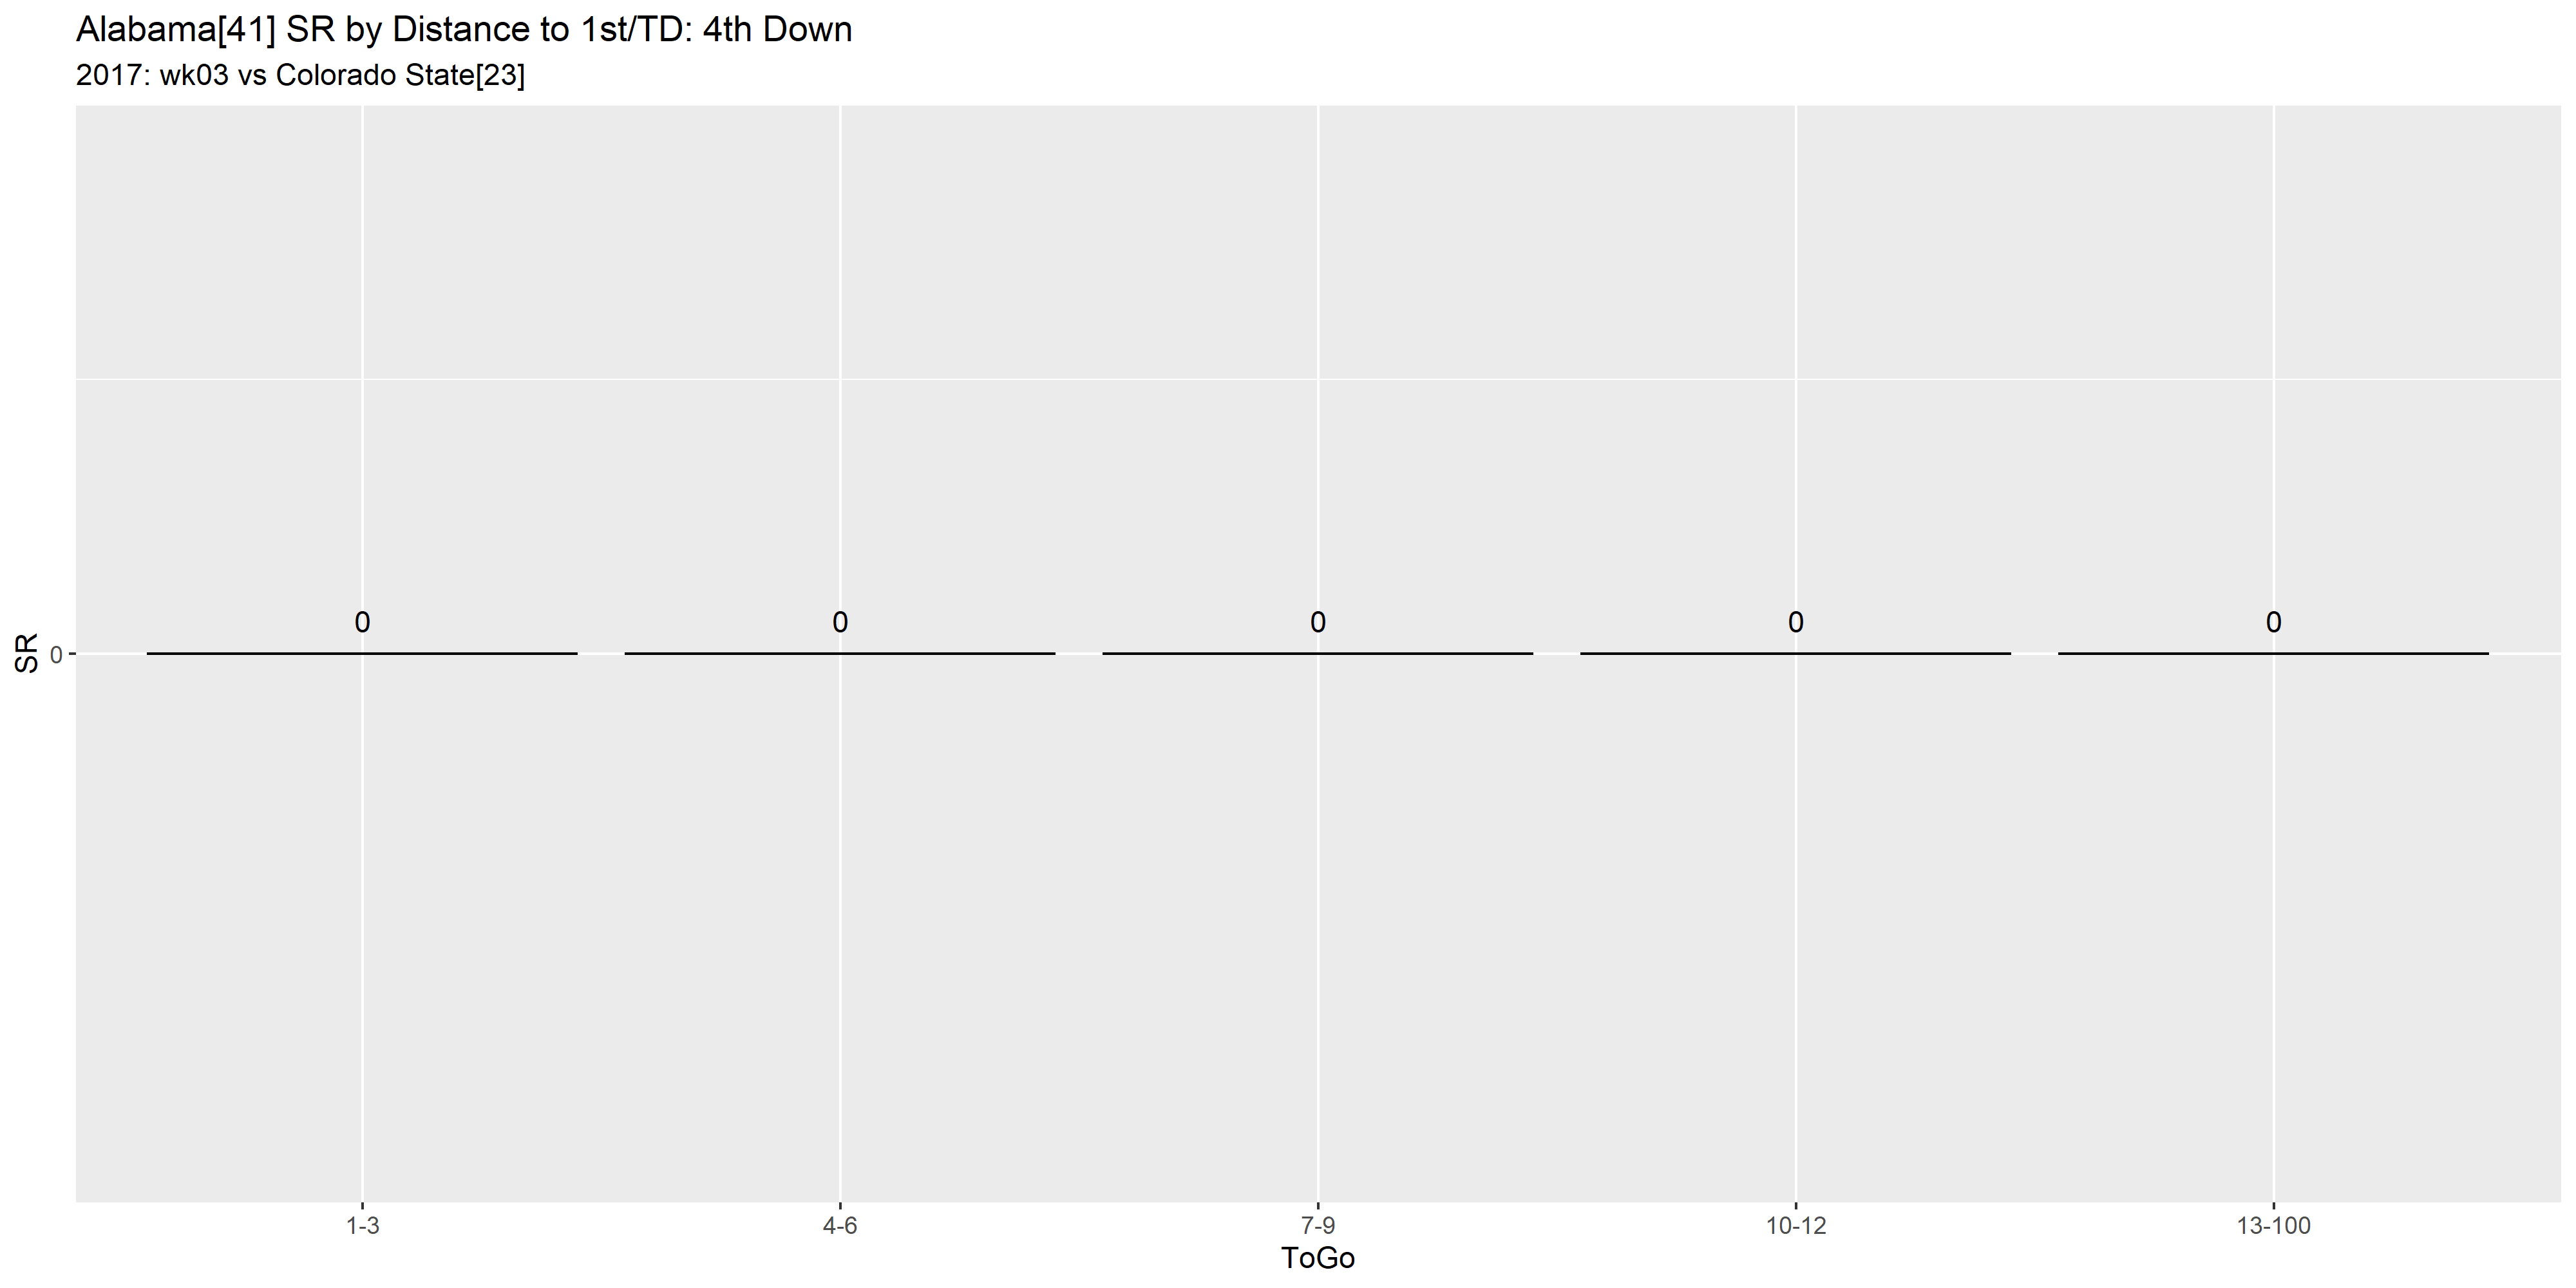 Alabama[41] SR by Distance to 1st/TD: 4th Down
2017: wk03 vs Colorado State[23]
0 0 0 0 0
SR
0
1-3 4-6 7-9 10-12 13-100
ToGo